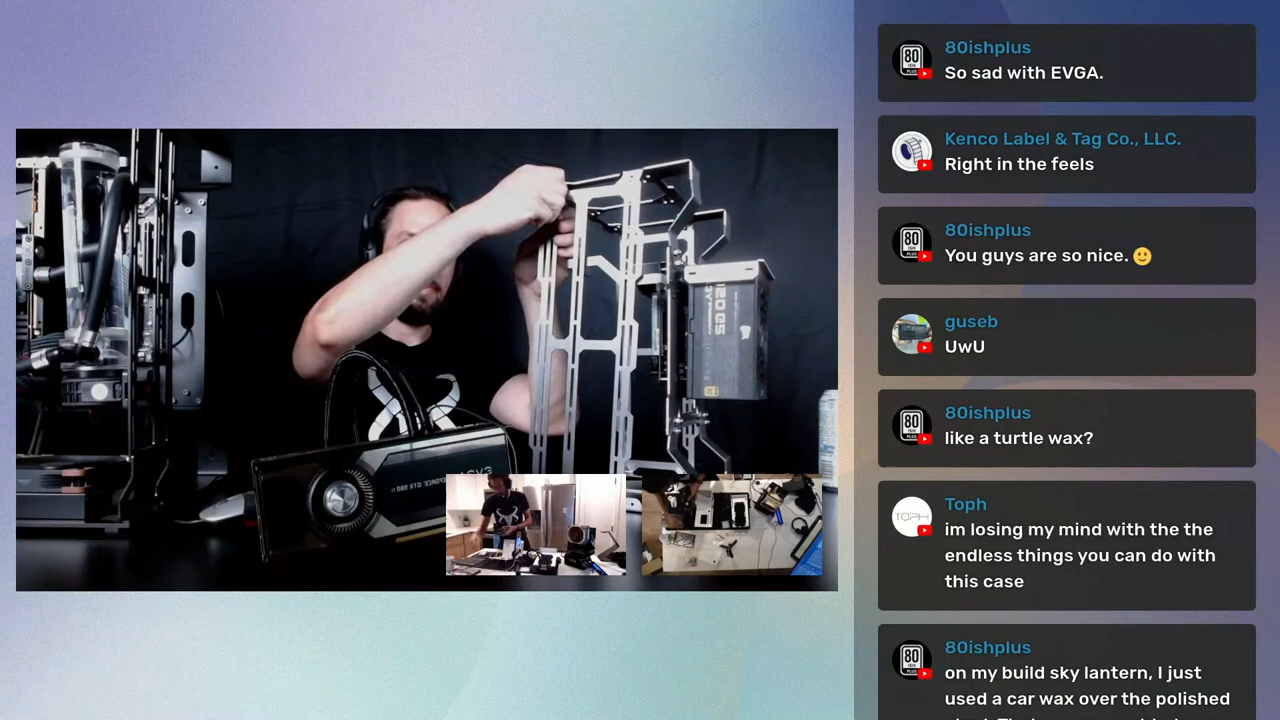 80ishplus
So sad with EVGA.
Kenco Label & Tag Co., LLC.
Right in the feels
80ishplus
You guys are so nice. 🙂
guseb
UwU
80ishplus
like a turtle wax?
Toph
im losing my mind with the the
endless things you can do with
this case
80ishplus
on my build sky lantern, I just
used a car wax over the polished